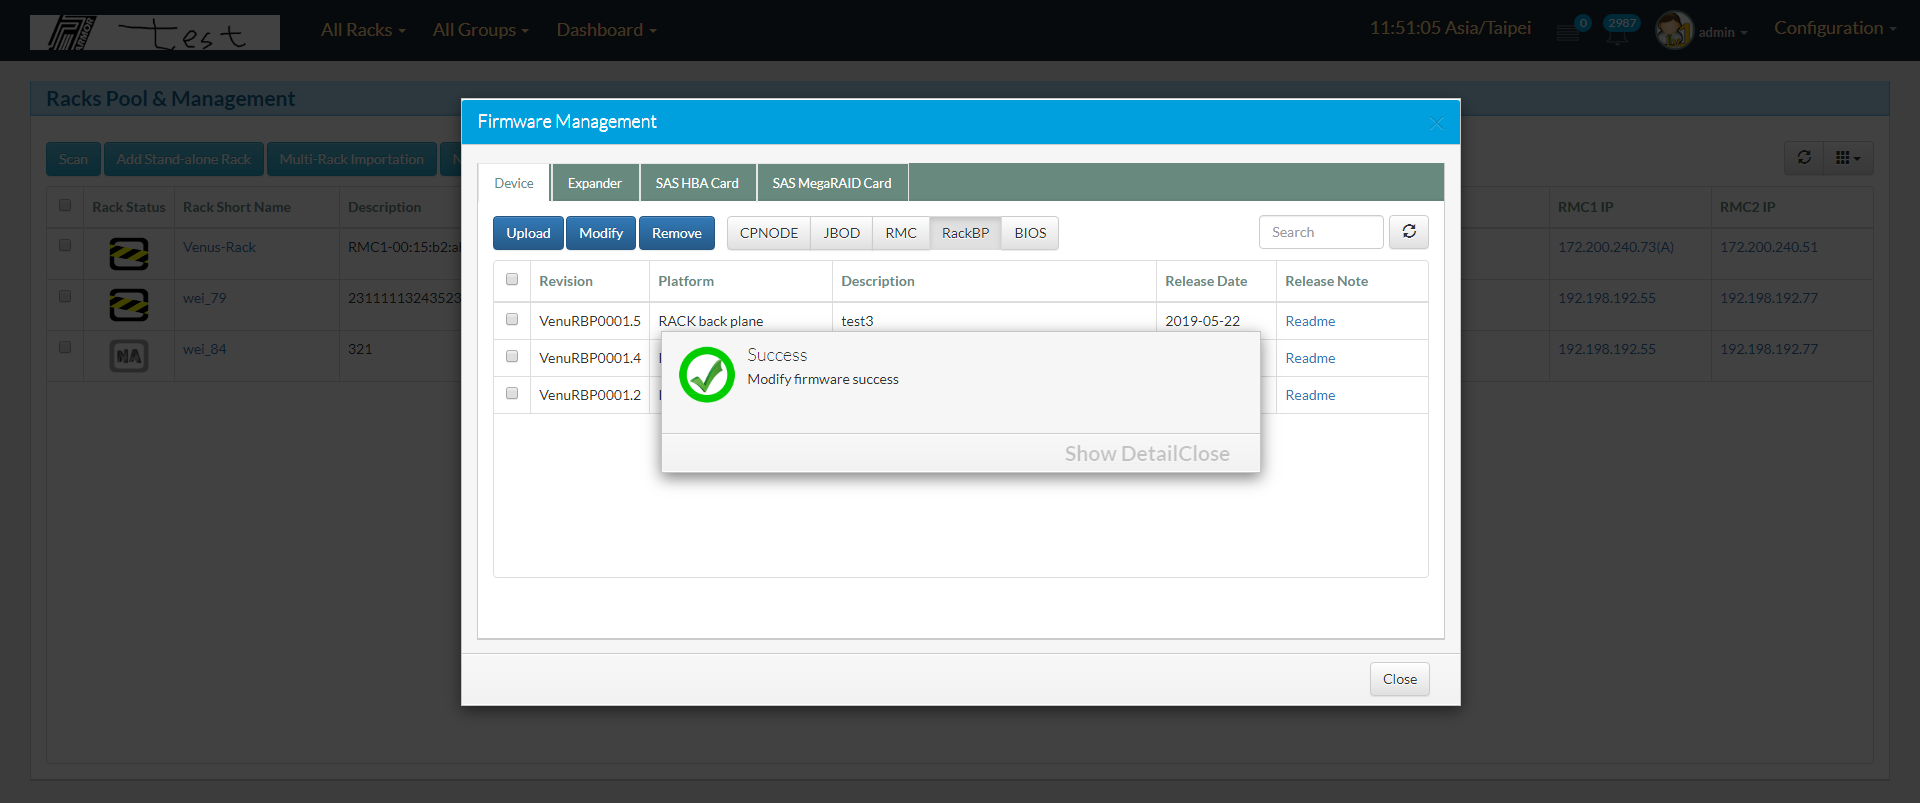 test All Racks All Groups Dashboard 11:51:05 Asia/Taipei 0 2987 admin Configuration
Racks Pool & Management
Firmware Management
Scan Add Stand-alone Rack Multi-Rack Importation N
Device Expander SAS HBA Card SAS MegaRAID Card
Upload Modify Remove CPNODE JBOD RMC RackBP BIOS Search
Rack Status Rack Short Name Description RMC1 IP RMC2 IP
Venus-Rack RMC1-00:15:b2:a 172.200.240.73(A) 172.200.240.51
wei_79 23111113243523 192.198.192.55 192.198.192.77
NA wei_84 321 192.198.192.55 192.198.192.77
Revision Platform Description Release Date Release Note
VenuRBP0001.5 RACK back plane test3 2019-05-22 Readme
VenuRBP0001.4 Readme
VenuRBP0001.2 Readme
Success
Modify firmware success
Show DetailClose
Close